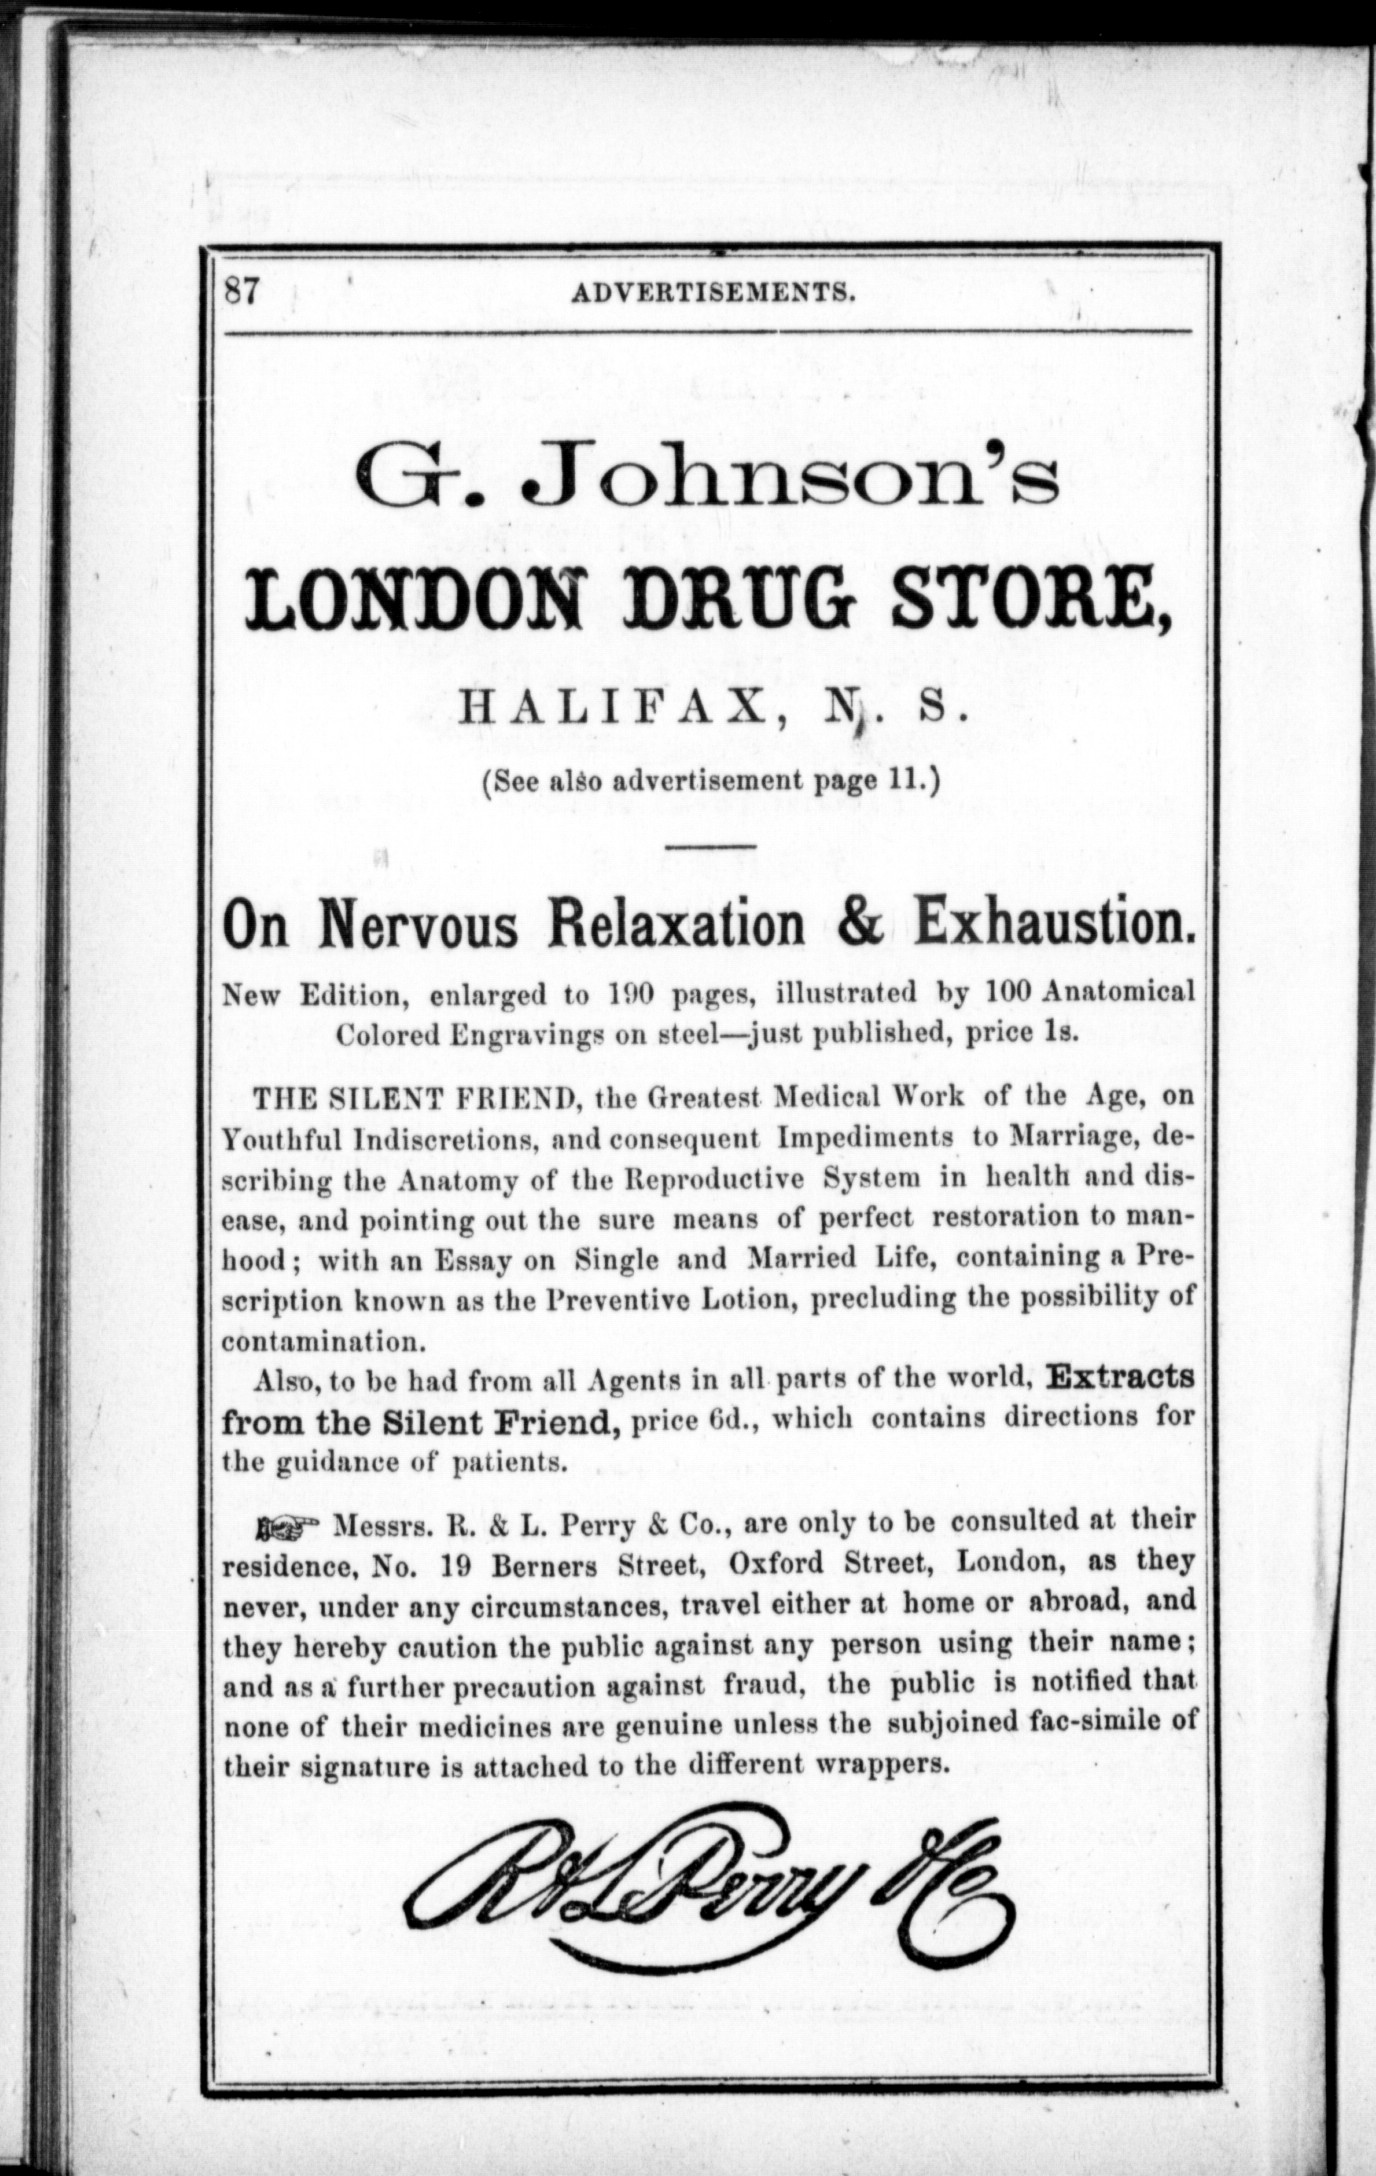 87 ADVERTISEMENTS.
G. Johnson's
LONDON DRUG STORE,
HALIFAX, N. S.
(See also advertisement page 11.)
On Nervous Relaxation & Exhaustion.
New Edition, enlarged to 190 pages, illustrated by 100 Anatomical
Colored Engravings on steel—just published, price 1s.
THE SILENT FRIEND, the Greatest Medical Work of the Age, on
Youthful Indiscretions, and consequent Impediments to Marriage, de-
scribing the Anatomy of the Reproductive System in health and dis-
ease, and pointing out the sure means of perfect restoration to man-
hood; with an Essay on Single and Married Life, containing a Pre-
scription known as the Preventive Lotion, precluding the possibility of
contamination.
Also, to be had from all Agents in all parts of the world, Extracts
from the Silent Friend, price 6d., which contains directions for
the guidance of patients.
☞ Messrs. R. & L. Perry & Co., are only to be consulted at their
residence, No. 19 Berners Street, Oxford Street, London, as they
never, under any circumstances, travel either at home or abroad, and
they hereby caution the public against any person using their name;
and as a further precaution against fraud, the public is notified that
none of their medicines are genuine unless the subjoined fac-simile of
their signature is attached to the different wrappers.
R & L Perry & Co